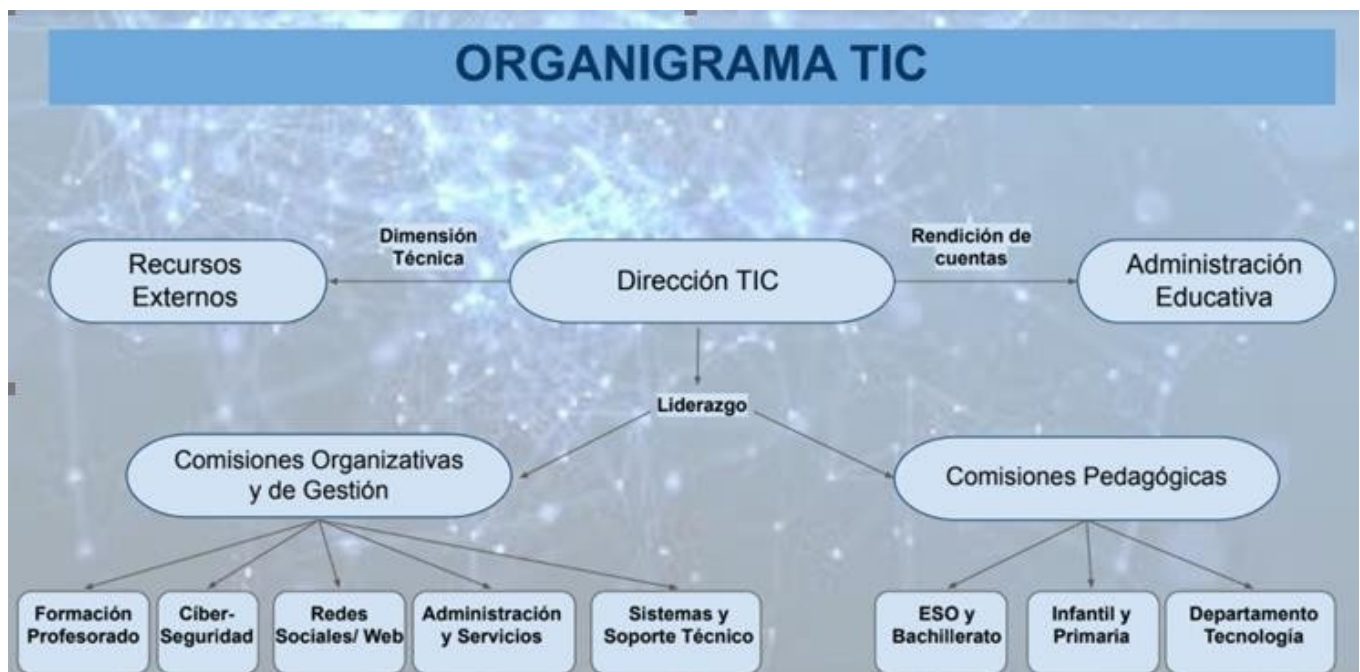 ORGANIGRAMA TIC
Dimensión
Técnica
Rendición de
cuentas
Recursos
Externos
Dirección TIC
Administración
Educativa
Liderazgo
Comisiones Organizativas
y de Gestión
Comisiones Pedagógicas
Formación
Profesorado
Cíber-
Seguridad
Redes
Sociales/ Web
Administración
y Servicios
Sistemas y
Soporte Técnico
ESO y
Bachillerato
Infantil y
Primaria
Departamento
Tecnología